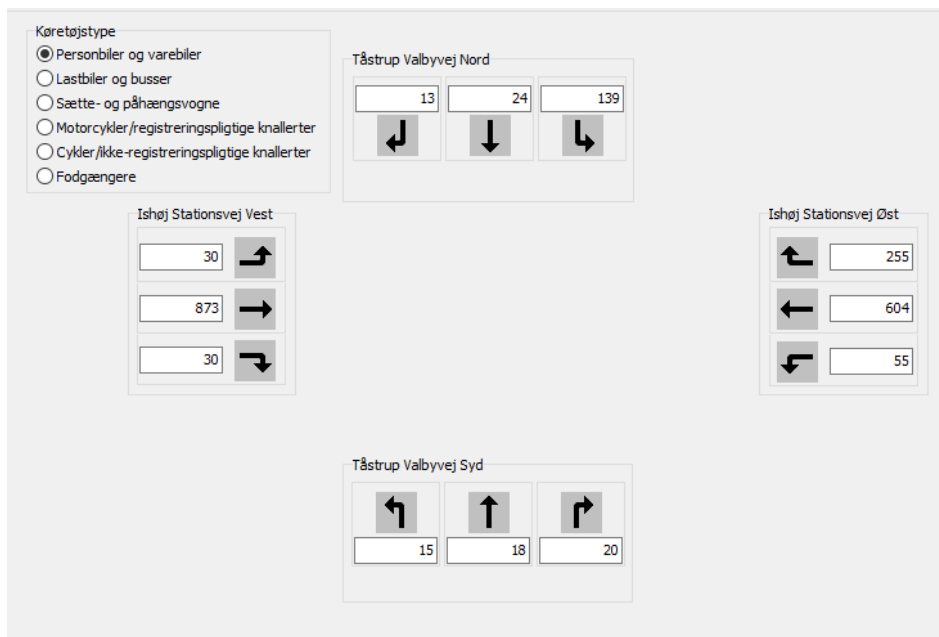 Køretøjstype
Personbiler og varebiler
Lastbiler og busser
Sætte- og påhængsvogne
Motorcykler/registreringspligtige knallerter
Cykler/ikke-registreringspligtige knallerter
Fodgængere
Tåstrup Valbyvej Nord
13 24 139
Ishøj Stationsvej Vest
30
873
30
Ishøj Stationsvej Øst
255
604
55
Tåstrup Valbyvej Syd
15 18 20